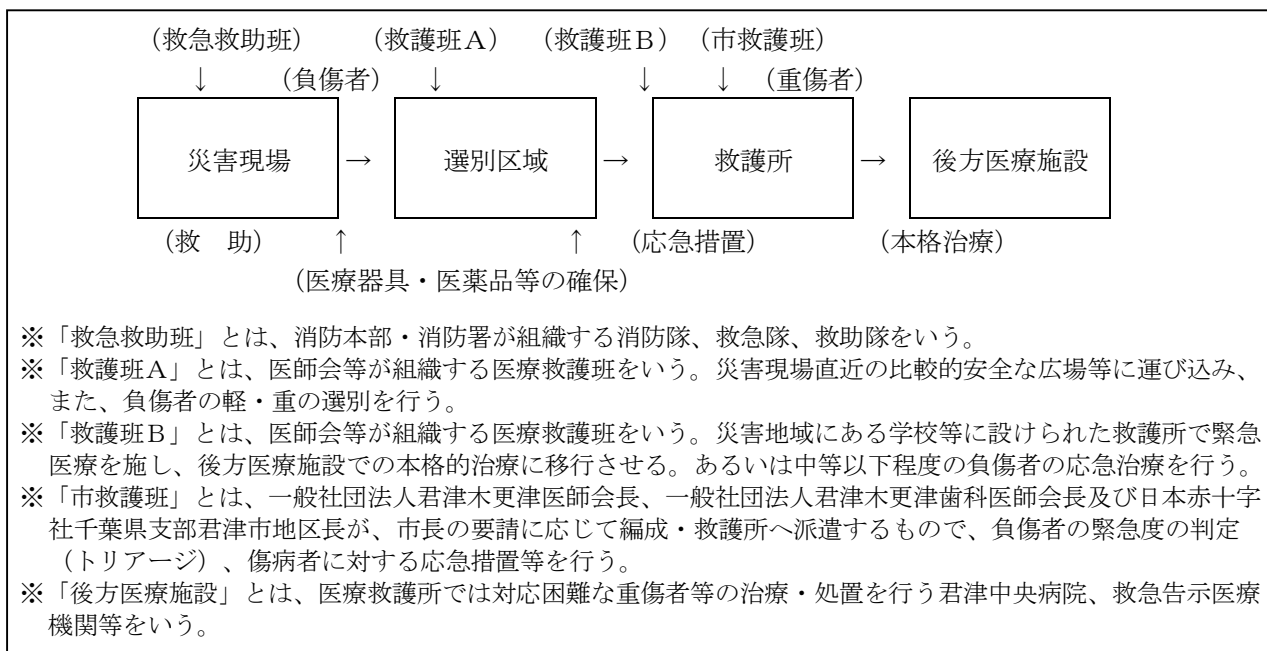 (救急救助班) (救護班A) (救護班B) (市救護班)
↓ (負傷者) ↓ ↓ ↓ (重傷者)
災害現場 → 選別区域 → 救護所 → 後方医療施設
(救 助) ↑ ↑ (応急措置) (本格治療)
(医療器具・医薬品等の確保)
※「救急救助班」とは、消防本部・消防署が組織する消防隊、救急隊、救助隊をいう。
※「救護班A」とは、医師会等が組織する医療救護班をいう。災害現場直近の比較的安全な広場等に運び込み、
また、負傷者の軽・重の選別を行う。
※「救護班B」とは、医師会等が組織する医療救護班をいう。災害地域にある学校等に設けられた救護所で緊急
医療を施し、後方医療施設での本格的治療に移行させる。あるいは中等以下程度の負傷者の応急治療を行う。
※「市救護班」とは、一般社団法人君津木更津医師会長、一般社団法人君津木更津歯科医師会長及び日本赤十字
社千葉県支部君津市地区長が、市長の要請に応じて編成・救護所へ派遣するもので、負傷者の緊急度の判定
(トリアージ)、傷病者に対する応急措置等を行う。
※「後方医療施設」とは、医療救護所では対応困難な重傷者等の治療・処置を行う君津中央病院、救急告示医療
機関等をいう。